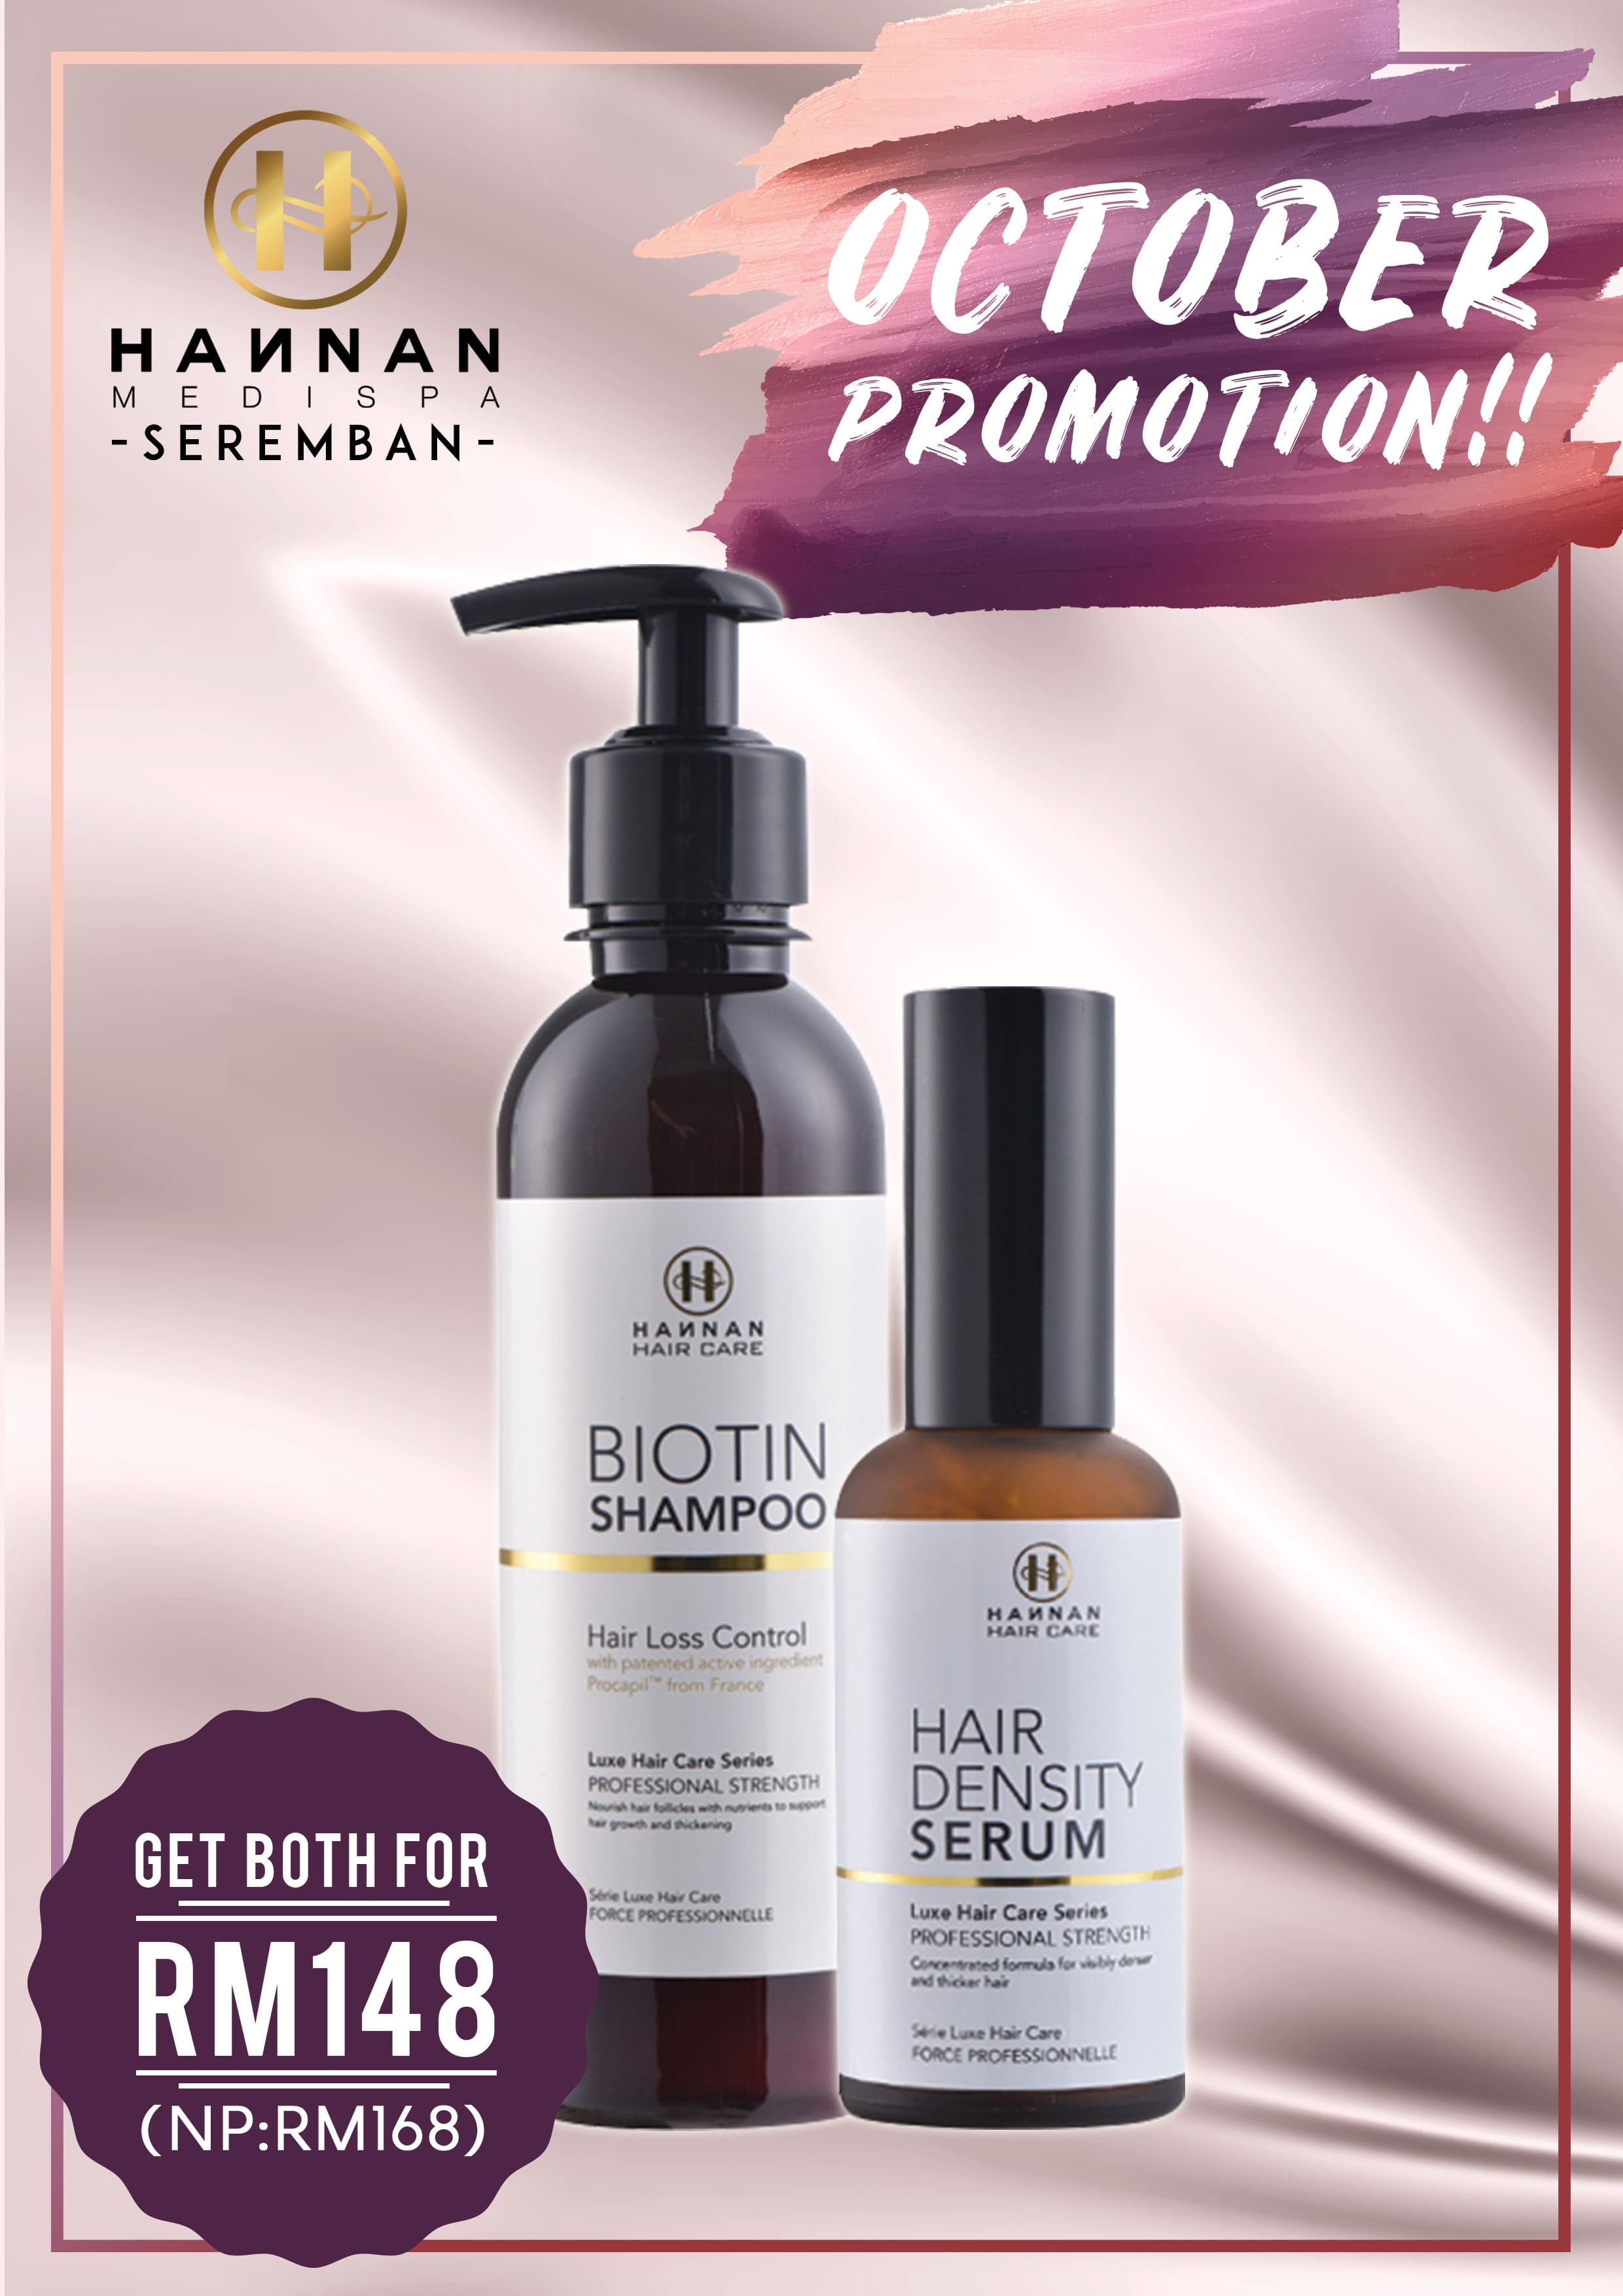 HANNAN
MEDISPA
-SEREMBAN-
OCTOBER
PROMOTION!!
HANNAN
HAIR CARE
BIOTIN
SHAMPOO
Hair Loss Control
with patented active ingredient
Procapil™ from France
Luxe Hair Care Series
PROFESSIONAL STRENGTH
Nourish hair follicles with nutrients to support
hair growth and thickening
Série Luxe Hair Care
FORCE PROFESSIONNELLE
HANNAN
HAIR CARE
HAIR
DENSITY
SERUM
Luxe Hair Care Series
PROFESSIONAL STRENGTH
Concentrated formula for visibly denser
and thicker hair
Série Luxe Hair Care
FORCE PROFESSIONNELLE
GET BOTH FOR
RM148
(NP:RM168)